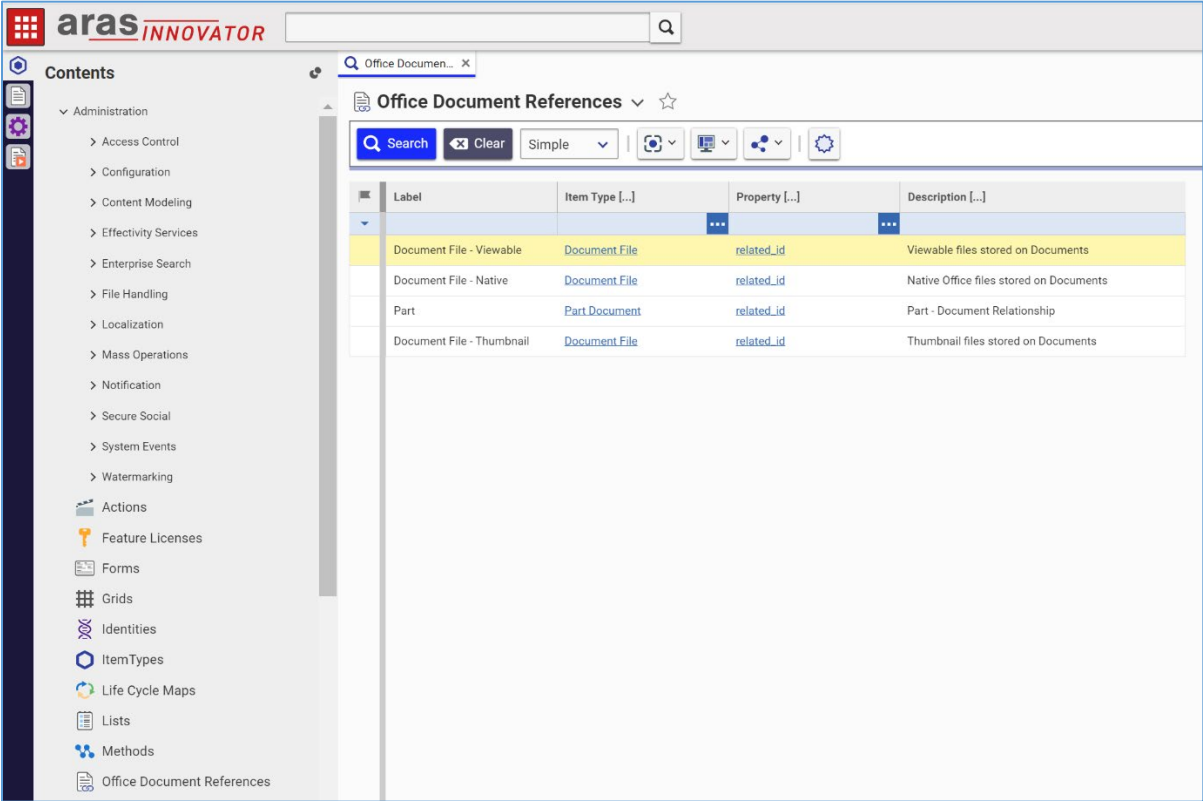 aras INNOVATOR
Contents
Administration
Access Control
Configuration
Content Modeling
Effectivity Services
Enterprise Search
File Handling
Localization
Mass Operations
Notification
Secure Social
System Events
Watermarking
Actions
Feature Licenses
Forms
Grids
Identities
ItemTypes
Life Cycle Maps
Lists
Methods
Office Document References
Office Documen...
Office Document References
Search Clear Simple
Label Item Type [...] Property [...] Description [...]
Document File - Viewable Document File related_id Viewable files stored on Documents
Document File - Native Document File related_id Native Office files stored on Documents
Part Part Document related_id Part - Document Relationship
Document File - Thumbnail Document File related_id Thumbnail files stored on Documents